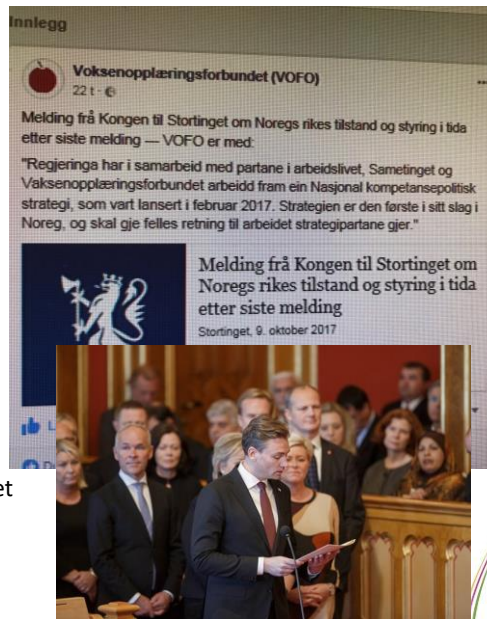 Innlegg
Voksenopplæringsforbundet (VOFO)
22 t ·
Melding frå Kongen til Stortinget om Noregs rikes tilstand og styring i tida
etter siste melding — VOFO er med:
"Regjeringa har i samarbeid med partane i arbeidslivet, Sametinget og
Vaksenopplæringsforbundet arbeidd fram ein Nasjonal kompetansepolitisk
strategi, som vart lansert i februar 2017. Strategien er den første i sitt slag i
Noreg, og skal gje felles retning til arbeidet strategipartane gjer."
Melding frå Kongen til Stortinget om
Noregs rikes tilstand og styring i tida
etter siste melding
Stortinget, 9. oktober 2017
et